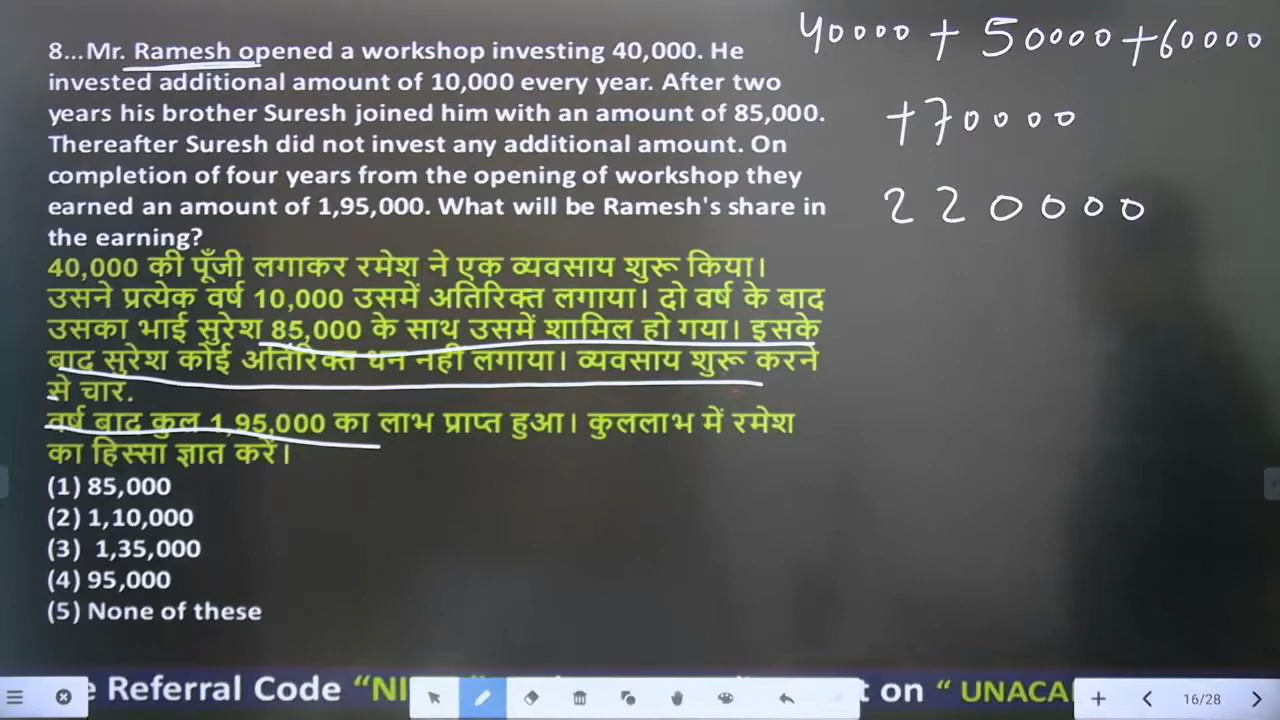 8...Mr. Ramesh opened a workshop investing 40,000. He
invested additional amount of 10,000 every year. After two
years his brother Suresh joined him with an amount of 85,000.
Thereafter Suresh did not invest any additional amount. On
completion of four years from the opening of workshop they
earned an amount of 1,95,000. What will be Ramesh's share in
the earning?
40,000 की पूँजी लगाकर रमेश ने एक व्यवसाय शुरू किया।
उसने प्रत्येक वर्ष 10,000 उसमें अतिरिक्त लगाया। दो वर्ष के बाद
उसका भाई सुरेश 85,000 के साथ उसमें शामिल हो गया। इसके
बाद सुरेश कोई अतिरिक्त धन नही लगाया। व्यवसाय शुरू करने
से चार.
वर्ष बाद कुल 1,95,000 का लाभ प्राप्त हुआ। कुललाभ में रमेश
का हिस्सा ज्ञात करें।
(1) 85,000
(2) 1,10,000
(3) 1,35,000
(4) 95,000
(5) None of these
40000 + 50000 + 60000
+ 70000
220000
e Referral Code “NI
t on “ UNACA
16/28